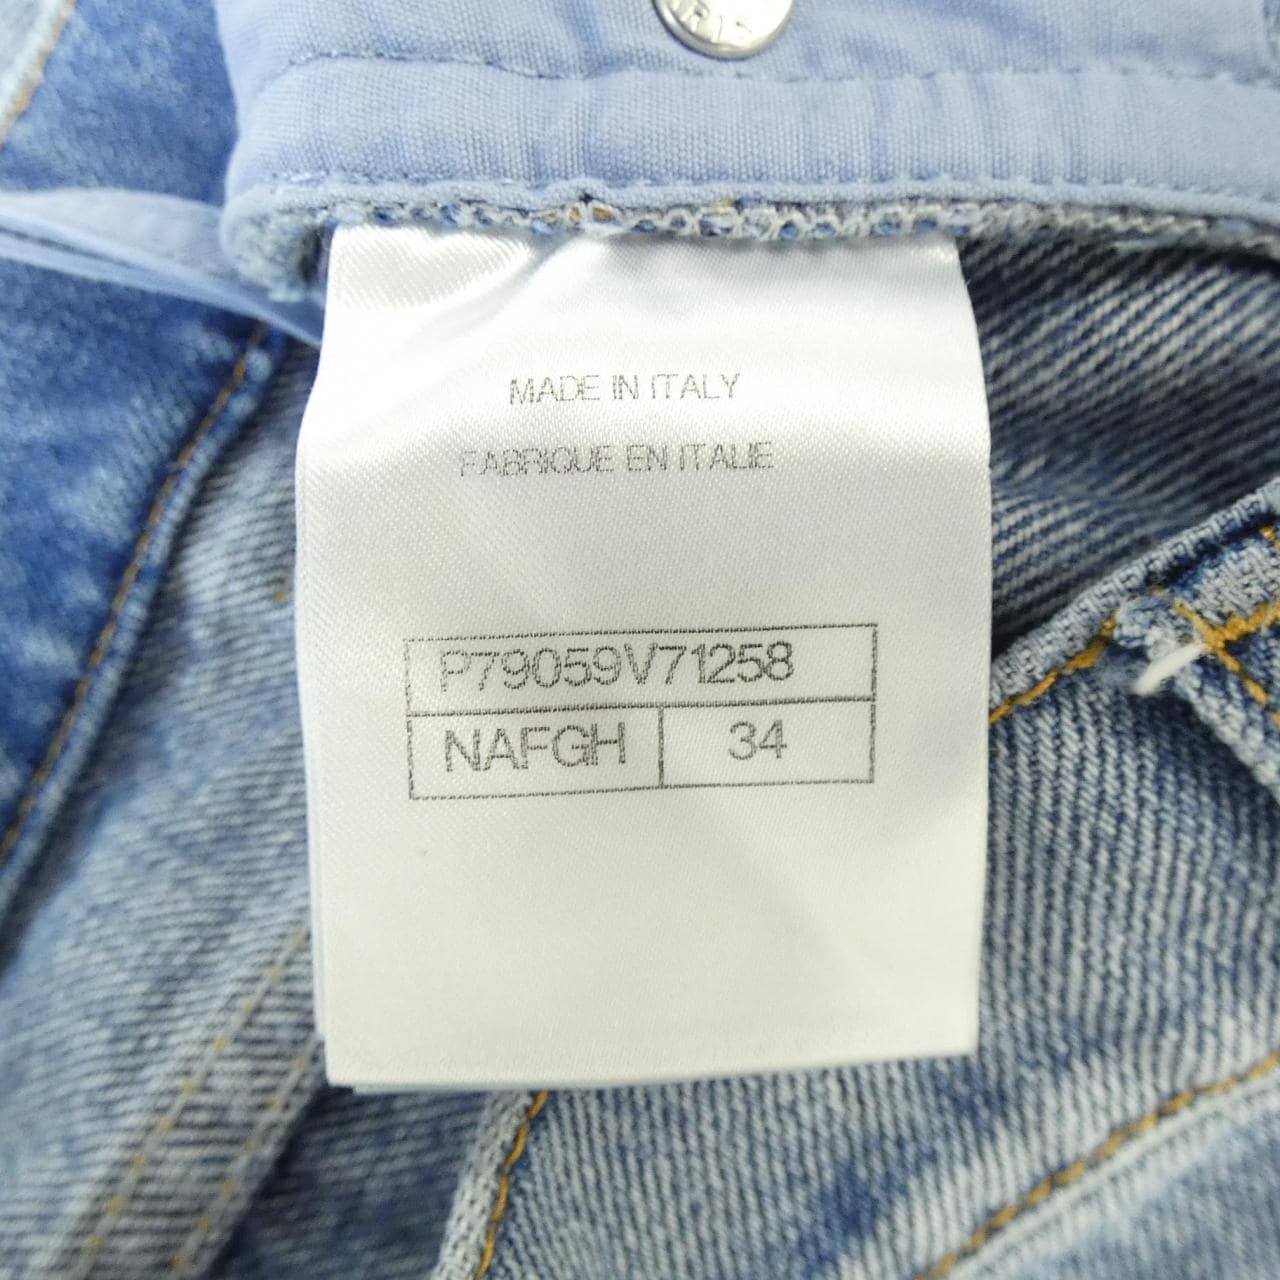 MADE IN ITALY
FABRIQUE EN ITALIE
P79059V71258
NAFGH 34